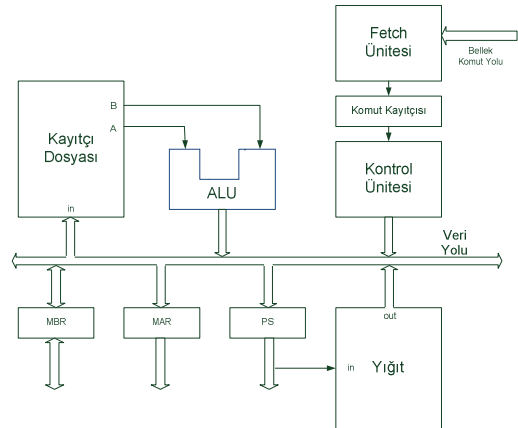 Fetch
Ünitesi
Bellek
Komut Yolu
Komut Kayıtçısı
B
A
Kayıtçı
Dosyası
in
ALU
Kontrol
Ünitesi
Veri
Yolu
MBR
MAR
PS
out
in
Yığıt